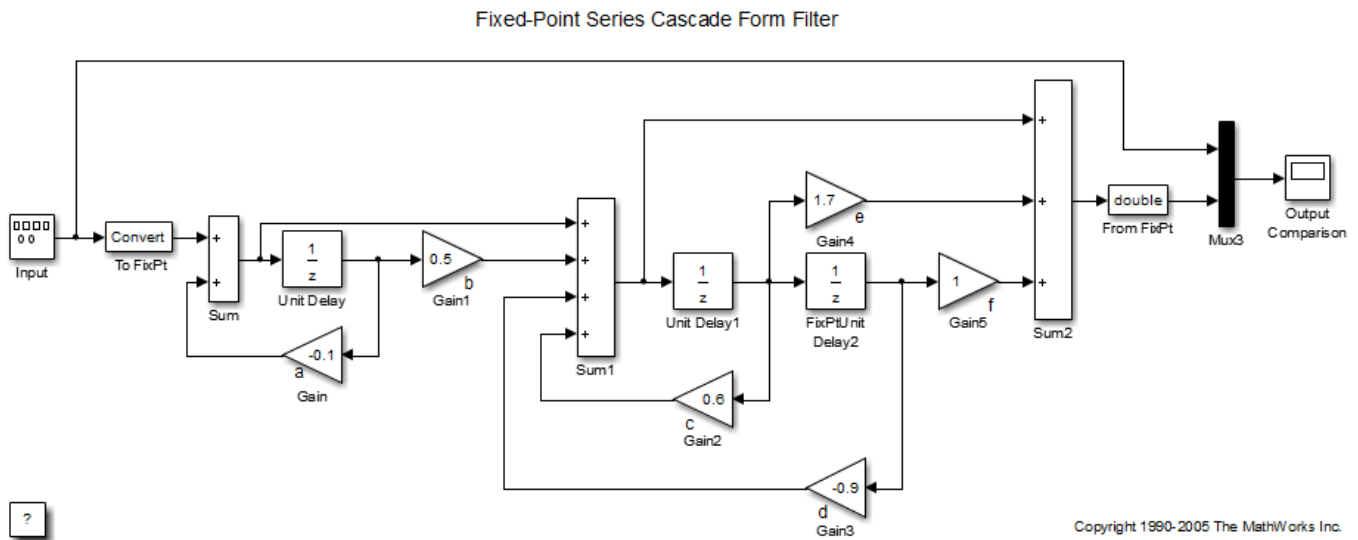 Fixed-Point Series Cascade Form Filter
+
1.7
e
Gain4
+
double
From FixPt
Mux3
Output
Comparison
Input
Convert
To FixPt
+
+
Sum
1
z
Unit Delay
0.5
b
Gain1
+
+
+
+
Sum1
1
z
Unit Delay1
1
z
FixPtUnit
Delay2
1
f
Gain5
+
Sum2
-0.1
a
Gain
0.6
c
Gain2
-0.9
d
Gain3
?
Copyright 1990-2005 The MathWorks Inc.